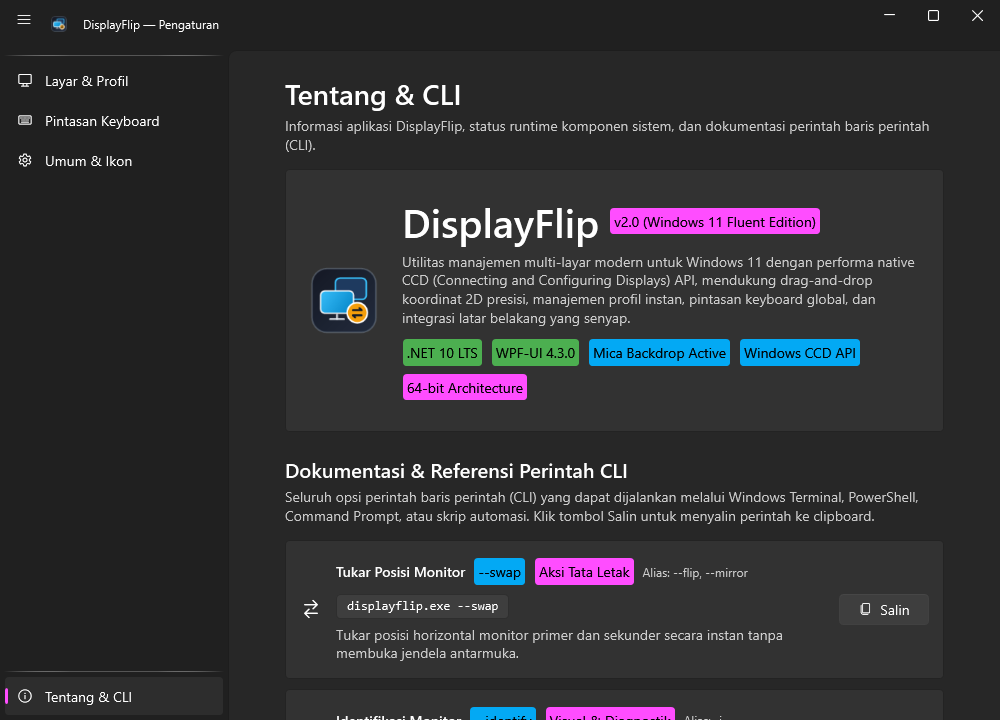 DisplayFlip — Pengaturan
Layar & Profil
Pintasan Keyboard
Umum & Ikon
Tentang & CLI
Tentang & CLI
Informasi aplikasi DisplayFlip, status runtime komponen sistem, dan dokumentasi perintah baris perintah
(CLI).
DisplayFlip v2.0 (Windows 11 Fluent Edition)
Utilitas manajemen multi-layar modern untuk Windows 11 dengan performa native
CCD (Connecting and Configuring Displays) API, mendukung drag-and-drop
koordinat 2D presisi, manajemen profil instan, pintasan keyboard global, dan
integrasi latar belakang yang senyap.
.NET 10 LTS WPF-UI 4.3.0 Mica Backdrop Active Windows CCD API
64-bit Architecture
Dokumentasi & Referensi Perintah CLI
Seluruh opsi perintah baris perintah (CLI) yang dapat dijalankan melalui Windows Terminal, PowerShell,
Command Prompt, atau skrip automasi. Klik tombol Salin untuk menyalin perintah ke clipboard.
Tukar Posisi Monitor --swap Aksi Tata Letak Alias: --flip, --mirror
displayflip.exe --swap
Salin
Tukar posisi horizontal monitor primer dan sekunder secara instan tanpa
membuka jendela antarmuka.
Identifikasi Monitor --identify Visual & Diagnostik Alias: -i